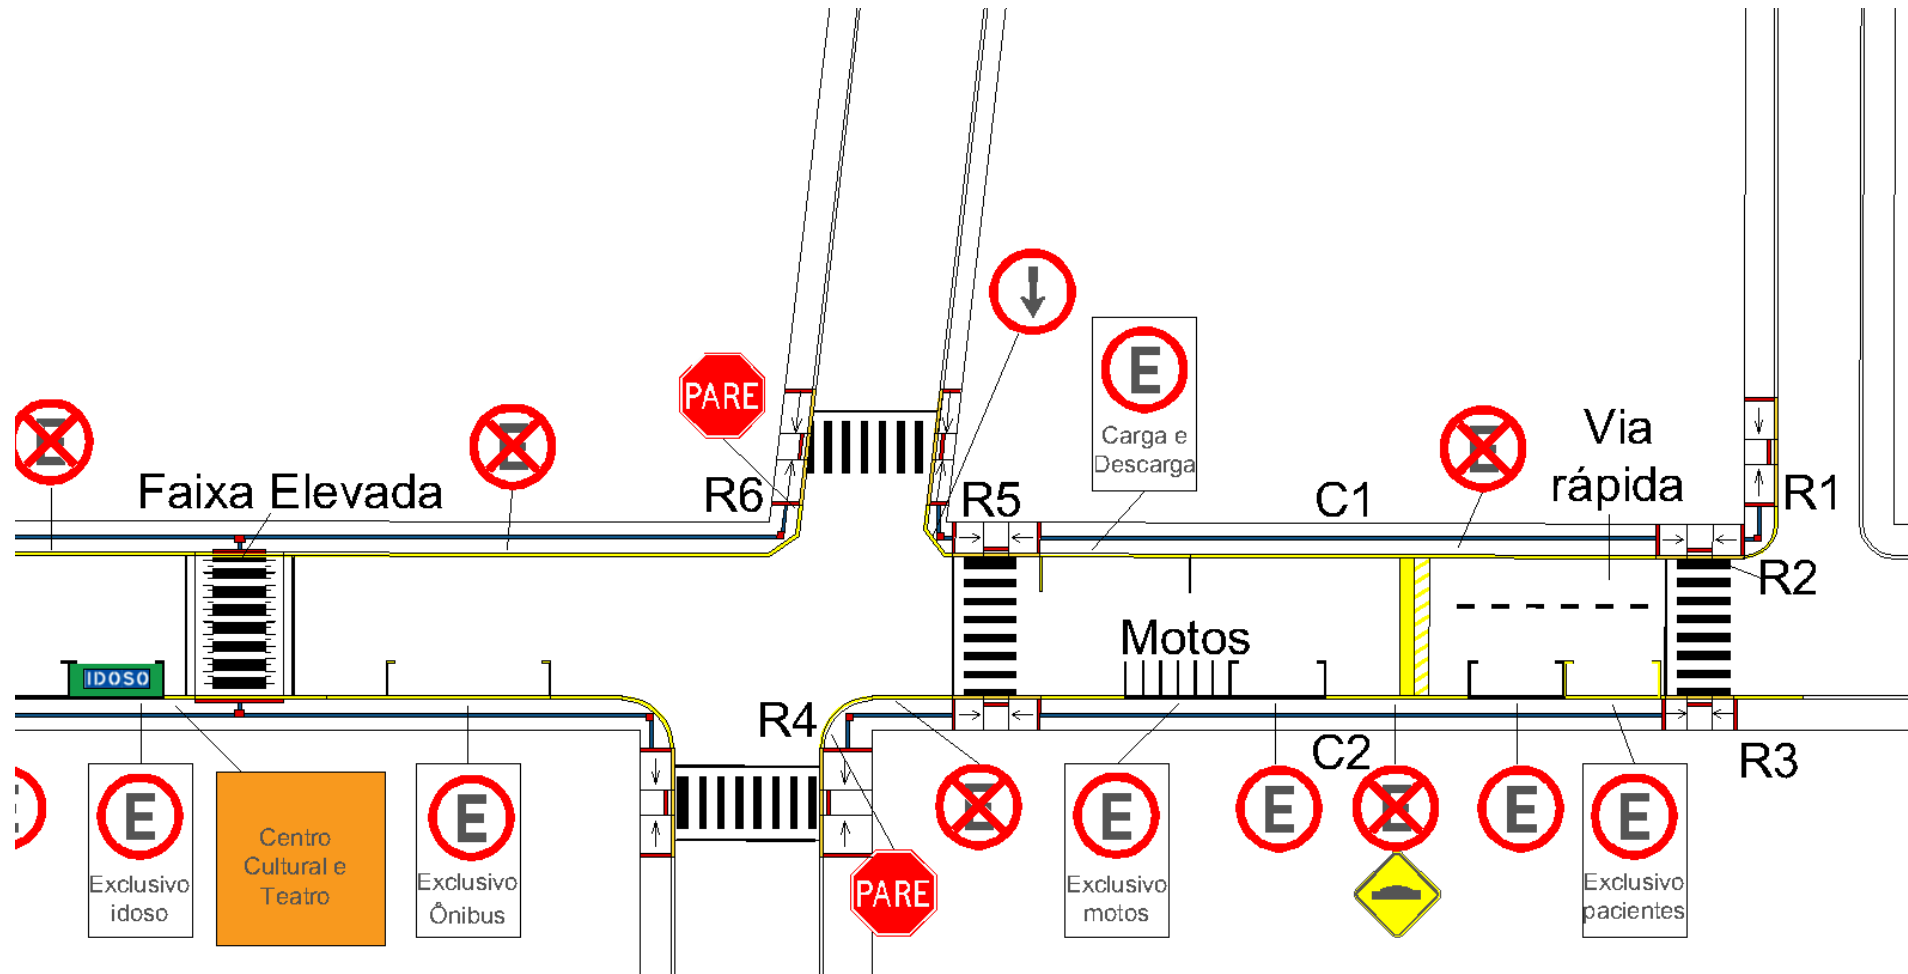 E
Carga e
Descarga
PARE
E
E
E
Via
rápida
Faixa Elevada
R6
R5
C1
R1
R2
Motos
IDOSO
R4
C2
R3
E
Exclusivo
idoso
Centro
Cultural e
Teatro
E
Exclusivo
Ônibus
PARE
E
E
Exclusivo
motos
E
E
E
E
Exclusivo
pacientes